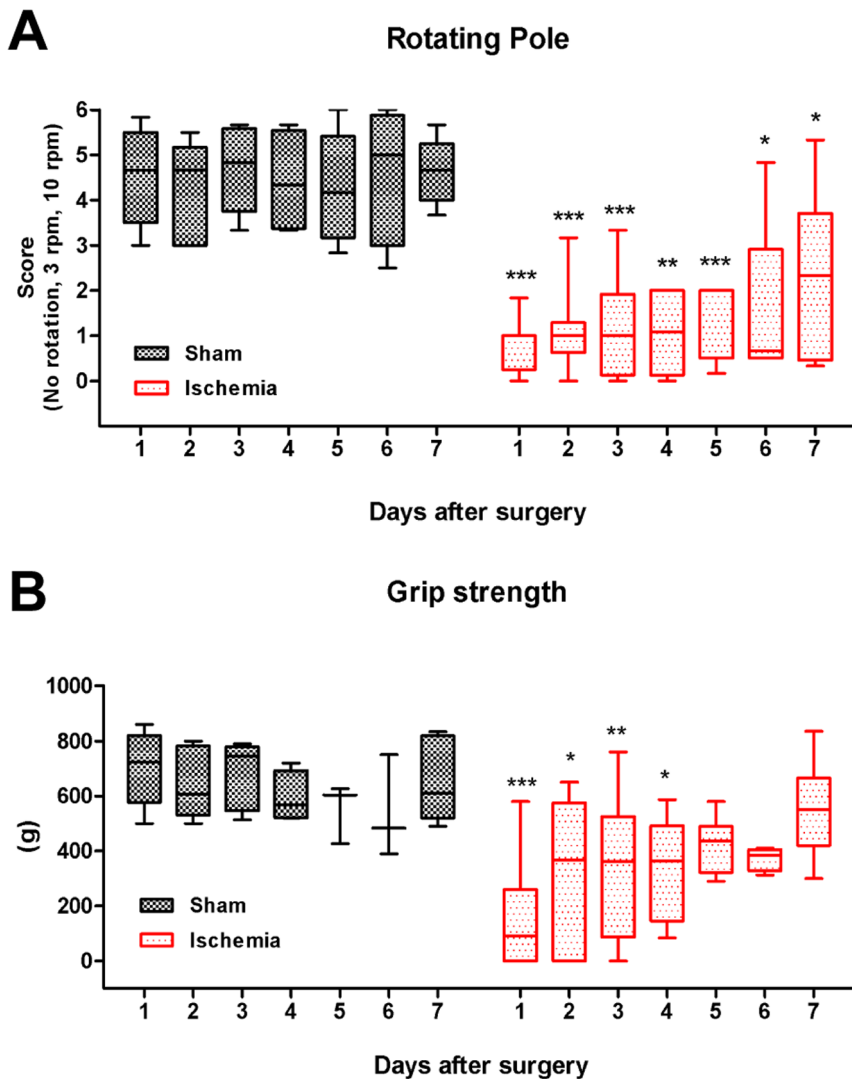 A
Rotating Pole
Score
(No rotation, 3 rpm, 10 rpm)
6
5
4
3
2
1
0
*** *** *** ** *** * *
Sham
Ischemia
1 2 3 4 5 6 7 1 2 3 4 5 6 7
Days after surgery
B
Grip strength
(g)
1000
800
600
400
200
0
*** * ** *
Sham
Ischemia
1 2 3 4 5 6 7 1 2 3 4 5 6 7
Days after surgery